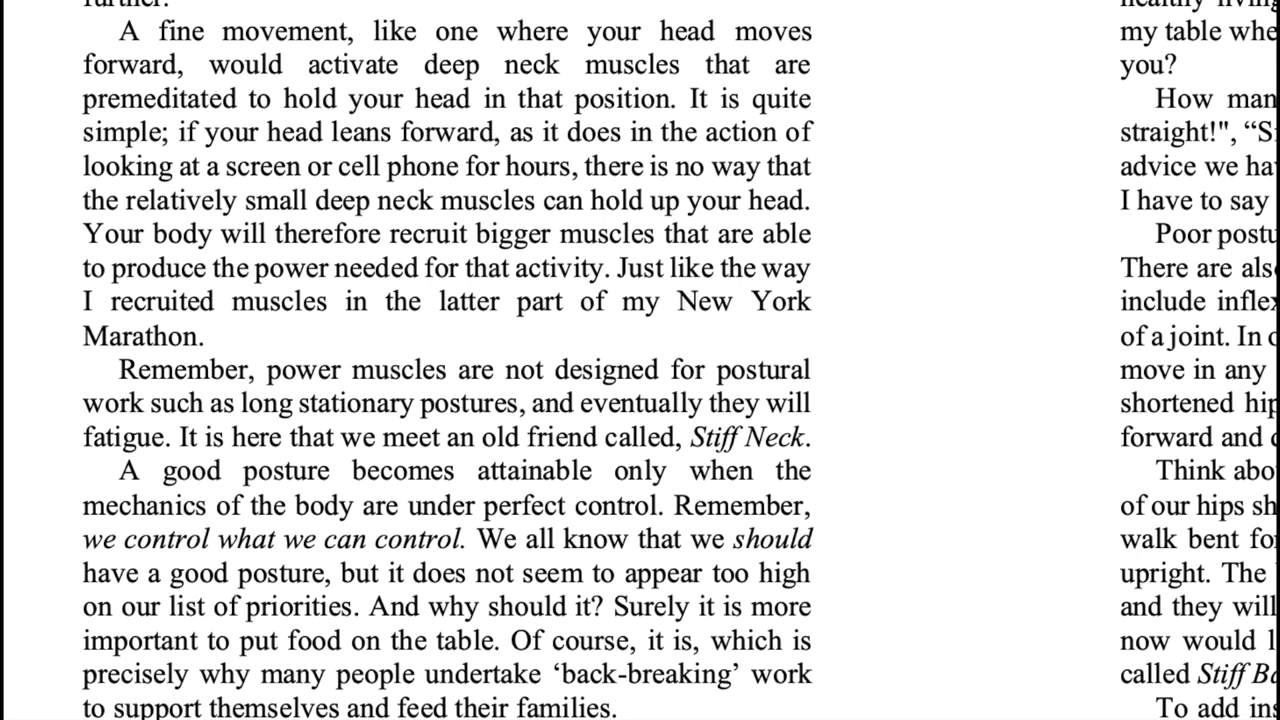 further.
A fine movement, like one where your head moves
forward, would activate deep neck muscles that are
premeditated to hold your head in that position. It is quite
simple; if your head leans forward, as it does in the action of
looking at a screen or cell phone for hours, there is no way that
the relatively small deep neck muscles can hold up your head.
Your body will therefore recruit bigger muscles that are able
to produce the power needed for that activity. Just like the way
I recruited muscles in the latter part of my New York
Marathon.
Remember, power muscles are not designed for postural
work such as long stationary postures, and eventually they will
fatigue. It is here that we meet an old friend called, Stiff Neck.
A good posture becomes attainable only when the
mechanics of the body are under perfect control. Remember,
we control what we can control. We all know that we should
have a good posture, but it does not seem to appear too high
on our list of priorities. And why should it? Surely it is more
important to put food on the table. Of course, it is, which is
precisely why many people undertake ‘back-breaking’ work
to support themselves and feed their families.
healthy
my table
you?
How
straight!",
advice we
I have to say
Poor
There are
include
of a joint. In
move in any
shortened
forward and
Think
of our hips
walk bent
upright. The
and they will
now would
called Stiff
To add